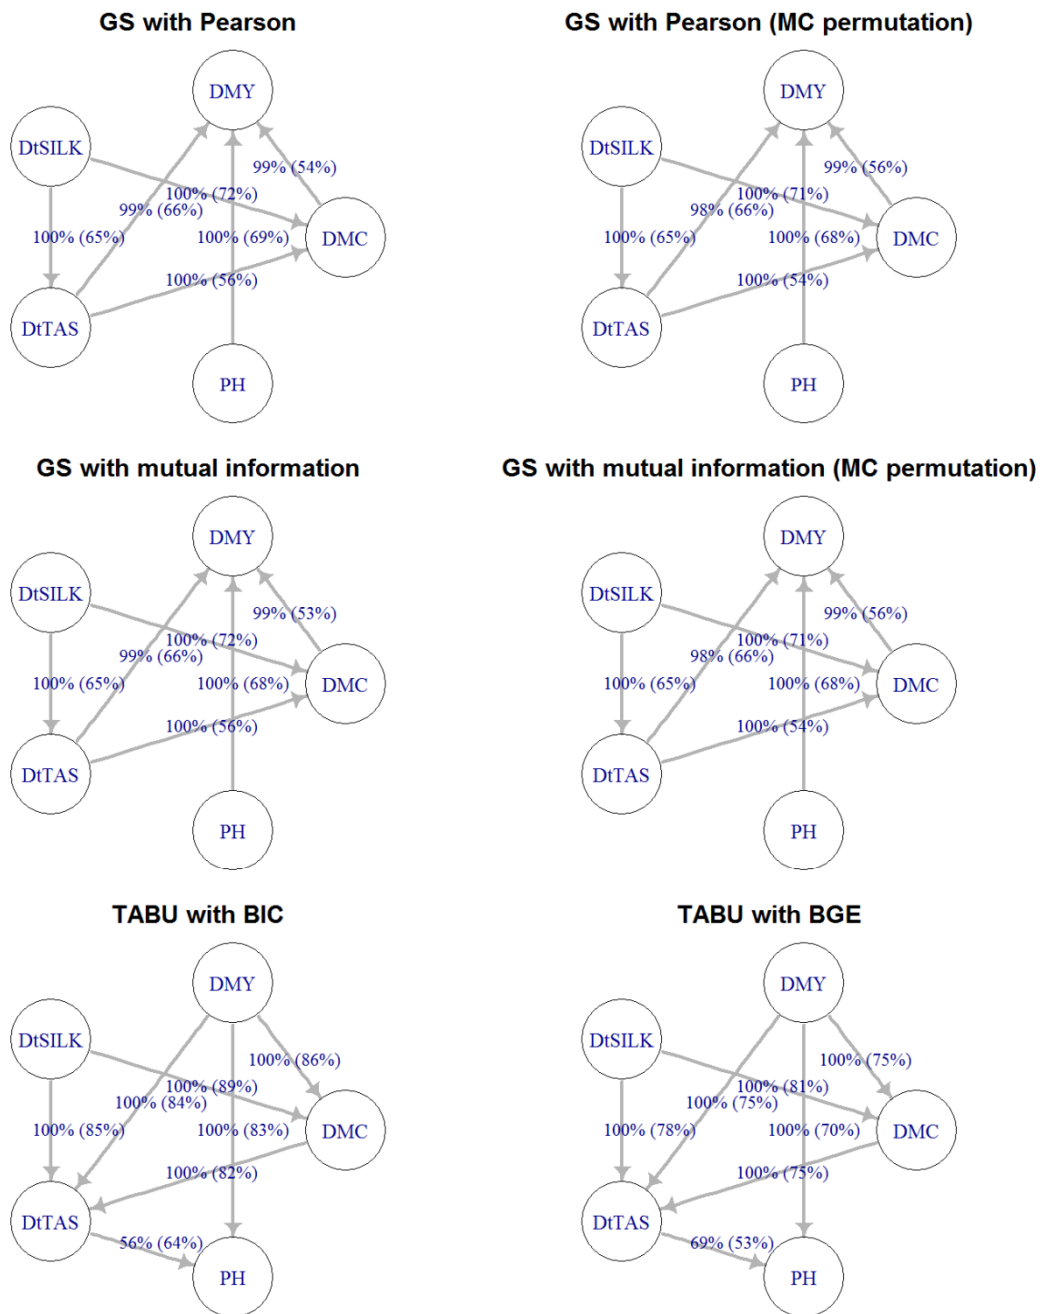 GS with Pearson
DMY
DtSILK
99% (54%)
100% (72%)
99% (66%)
100% (65%)
100% (69%)
DMC
100% (56%)
DtTAS
PH
GS with Pearson (MC permutation)
DMY
DtSILK
99% (56%)
100% (71%)
98% (66%)
100% (65%)
100% (68%)
DMC
100% (54%)
DtTAS
PH
GS with mutual information
DMY
DtSILK
99% (53%)
100% (72%)
99% (66%)
100% (65%)
100% (68%)
DMC
100% (56%)
DtTAS
PH
GS with mutual information (MC permutation)
DMY
DtSILK
99% (56%)
100% (71%)
98% (66%)
100% (65%)
100% (68%)
DMC
100% (54%)
DtTAS
PH
TABU with BIC
DMY
DtSILK
100% (86%)
100% (89%)
100% (84%)
100% (85%)
100% (83%)
DMC
100% (82%)
DtTAS
56% (64%)
PH
TABU with BGE
DMY
DtSILK
100% (75%)
100% (81%)
100% (75%)
100% (78%)
100% (70%)
DMC
100% (75%)
DtTAS
69% (53%)
PH